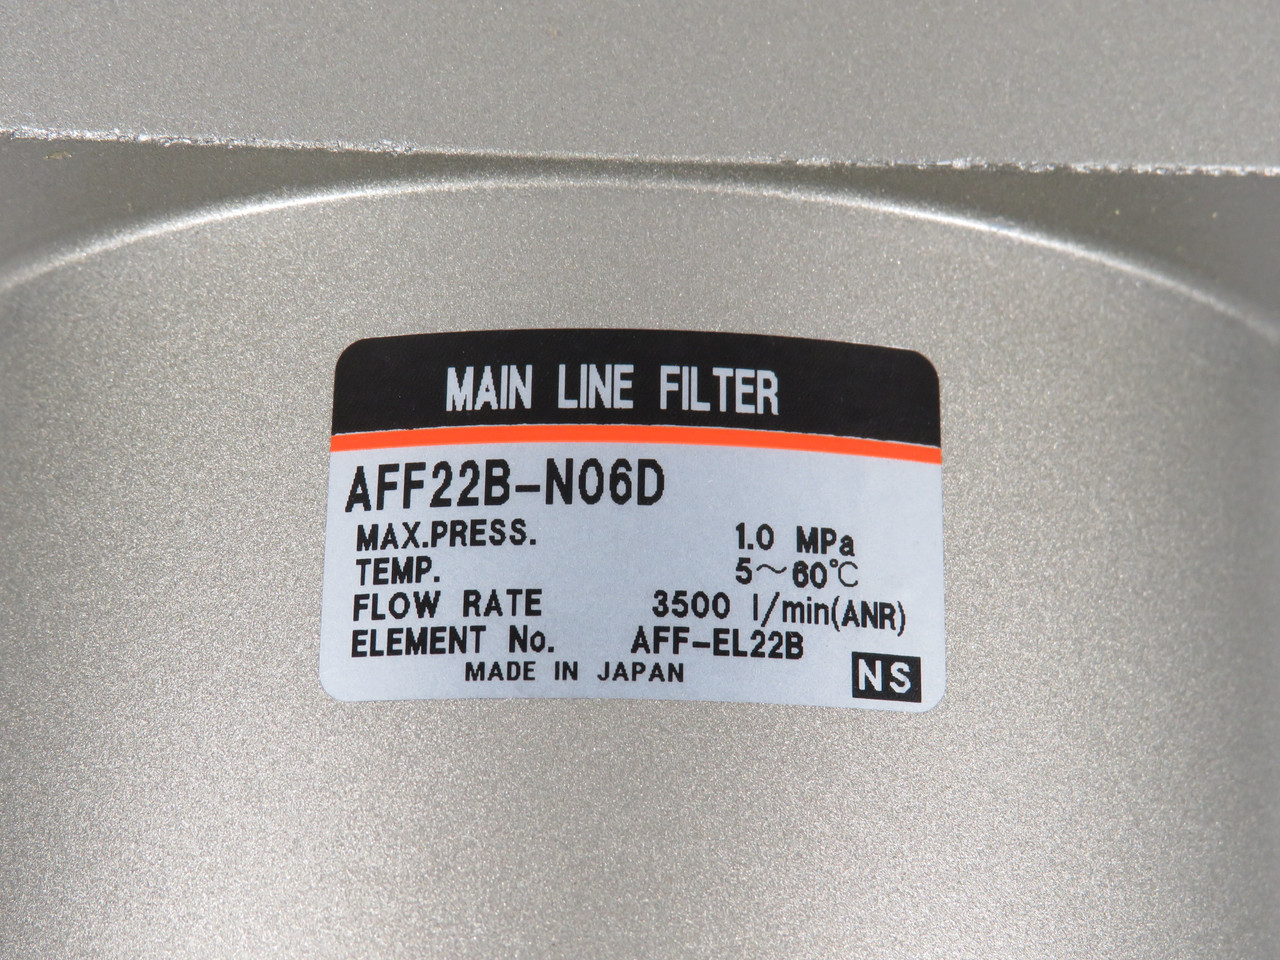 MAIN LINE FILTER
AFF22B-N06D
MAX.PRESS. 1.0 MPa
TEMP. 5～60℃
FLOW RATE 3500 l/min(ANR)
ELEMENT No. AFF-EL22B
MADE IN JAPAN
NS